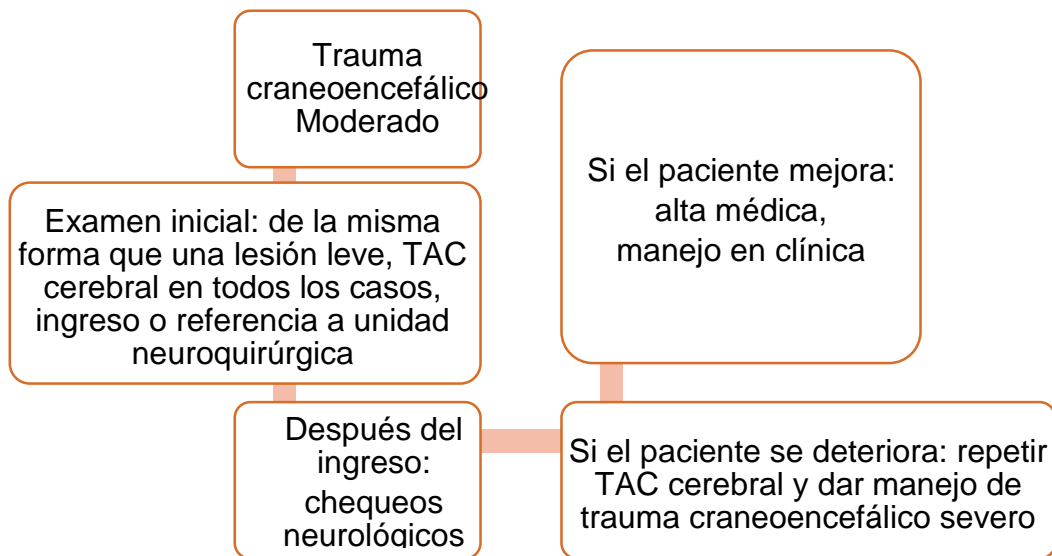 Trauma
craneoencefálico
Moderado
Examen inicial: de la misma
forma que una lesión leve, TAC
cerebral en todos los casos,
ingreso o referencia a unidad
neuroquirúrgica
Después del
ingreso:
chequeos
neurológicos
Si el paciente se deteriora: repetir
TAC cerebral y dar manejo de
trauma craneoencefálico severo
Si el paciente mejora:
alta médica,
manejo en clínica